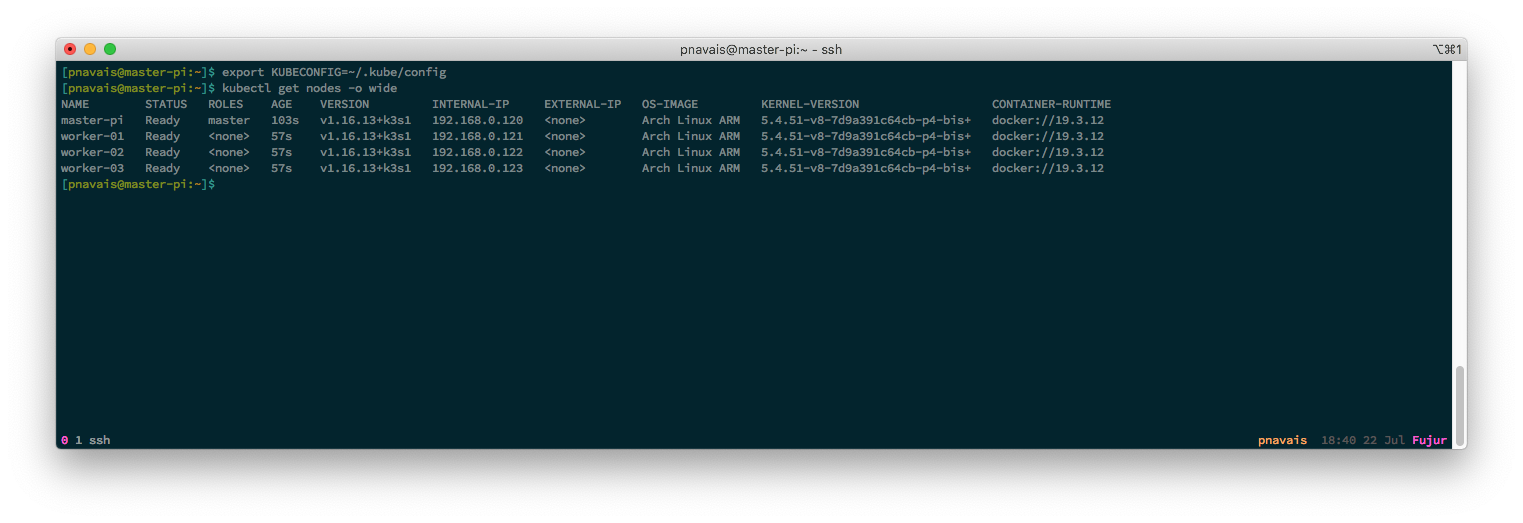 pnavais@master-pi:~ - ssh ⌥⌘1
[pnavais@master-pi:~]$ export KUBECONFIG=~/.kube/config
[pnavais@master-pi:~]$ kubectl get nodes -o wide
NAME STATUS ROLES AGE VERSION INTERNAL-IP EXTERNAL-IP OS-IMAGE KERNEL-VERSION CONTAINER-RUNTIME
master-pi Ready master 103s v1.16.13+k3s1 192.168.0.120 <none> Arch Linux ARM 5.4.51-v8-7d9a391c64cb-p4-bis+ docker://19.3.12
worker-01 Ready <none> 57s v1.16.13+k3s1 192.168.0.121 <none> Arch Linux ARM 5.4.51-v8-7d9a391c64cb-p4-bis+ docker://19.3.12
worker-02 Ready <none> 57s v1.16.13+k3s1 192.168.0.122 <none> Arch Linux ARM 5.4.51-v8-7d9a391c64cb-p4-bis+ docker://19.3.12
worker-03 Ready <none> 57s v1.16.13+k3s1 192.168.0.123 <none> Arch Linux ARM 5.4.51-v8-7d9a391c64cb-p4-bis+ docker://19.3.12
[pnavais@master-pi:~]$
0 1 ssh pnavais 18:40 22 Jul Fujur